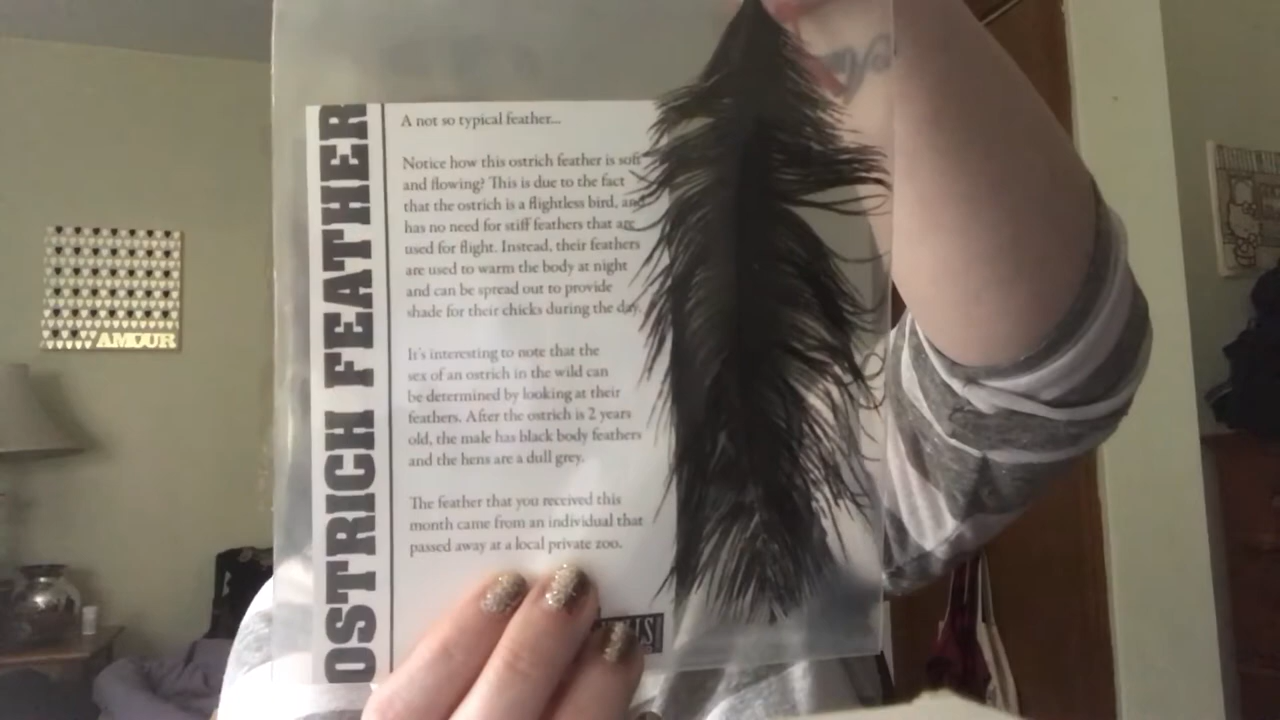 OSTRICH FEATHER
A not so typical feather...
Notice how this ostrich feather is soft
and flowing? This is due to the fact
that the ostrich is a flightless bird, and
has no need for stiff feathers that are
used for flight. Instead, their feathers
are used to warm the body at night
and can be spread out to provide
shade for their chicks during the day.
It's interesting to note that the
sex of an ostrich in the wild can
be determined by looking at their
feathers. After the ostrich is 2 years
old, the male has black body feathers
and the hens are a dull grey.
The feather that you received this
month came from an individual that
passed away at a local private zoo.
AMOUR